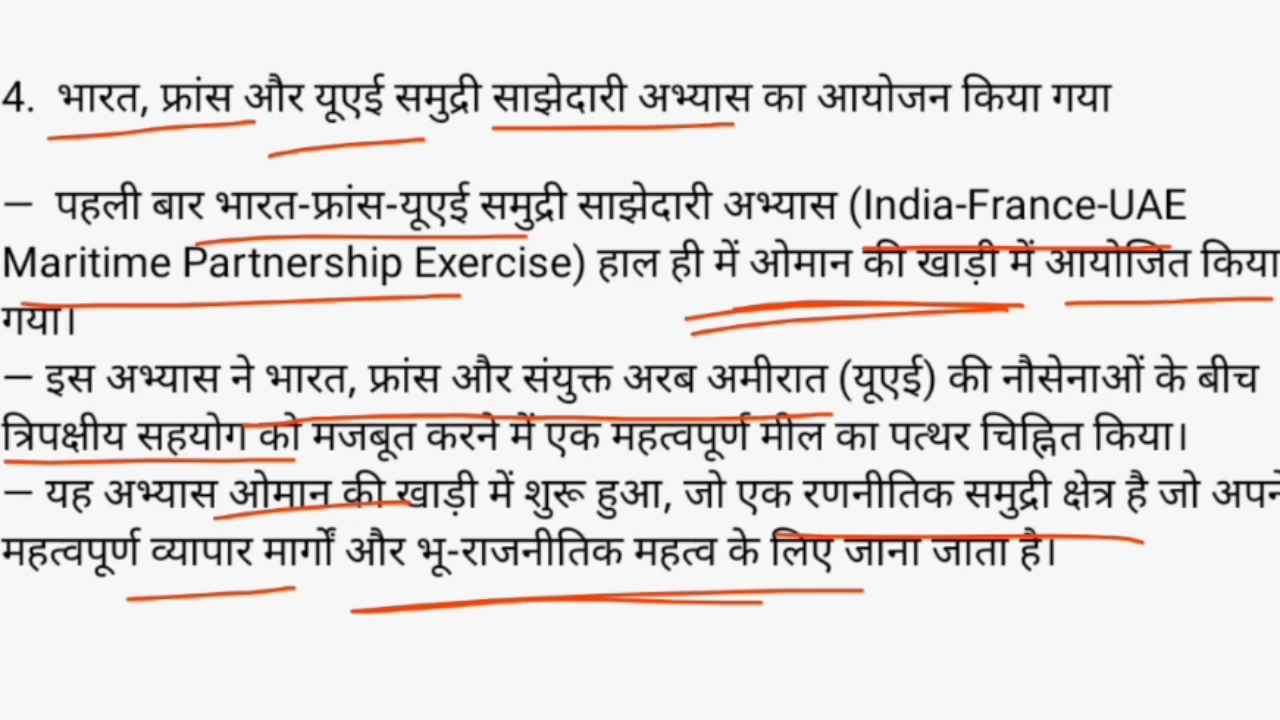 4. भारत, फ्रांस और यूएई समुद्री साझेदारी अभ्यास का आयोजन किया गया
– पहली बार भारत-फ्रांस-यूएई समुद्री साझेदारी अभ्यास (India-France-UAE
Maritime Partnership Exercise) हाल ही में ओमान की खाड़ी में आयोजित किया
गया।
– इस अभ्यास ने भारत, फ्रांस और संयुक्त अरब अमीरात (यूएई) की नौसेनाओं के बीच
त्रिपक्षीय सहयोग को मजबूत करने में एक महत्वपूर्ण मील का पत्थर चिह्नित किया।
– यह अभ्यास ओमान की खाड़ी में शुरू हुआ, जो एक रणनीतिक समुद्री क्षेत्र है जो अपने
महत्वपूर्ण व्यापार मार्गों और भू-राजनीतिक महत्व के लिए जाना जाता है।